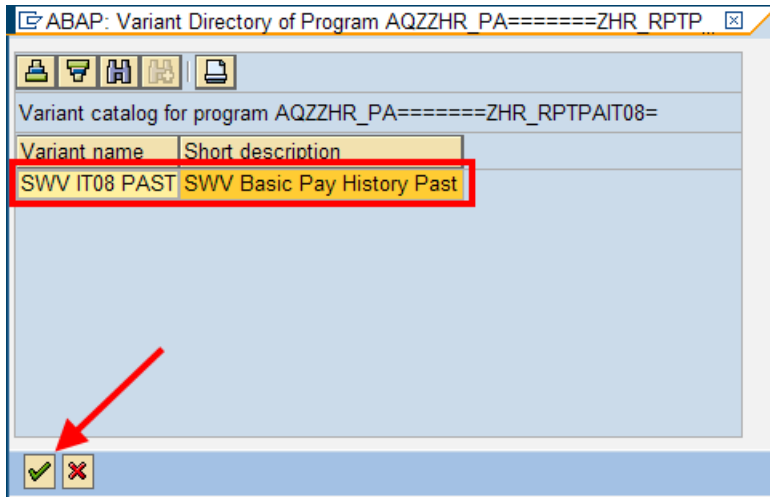 ABAP: Variant Directory of Program AQZZHR_PA=======ZHR_RPTP...
Variant catalog for program AQZZHR_PA=======ZHR_RPTPAIT08=
Variant name Short description
SWV IT08 PAST SWV Basic Pay History Past